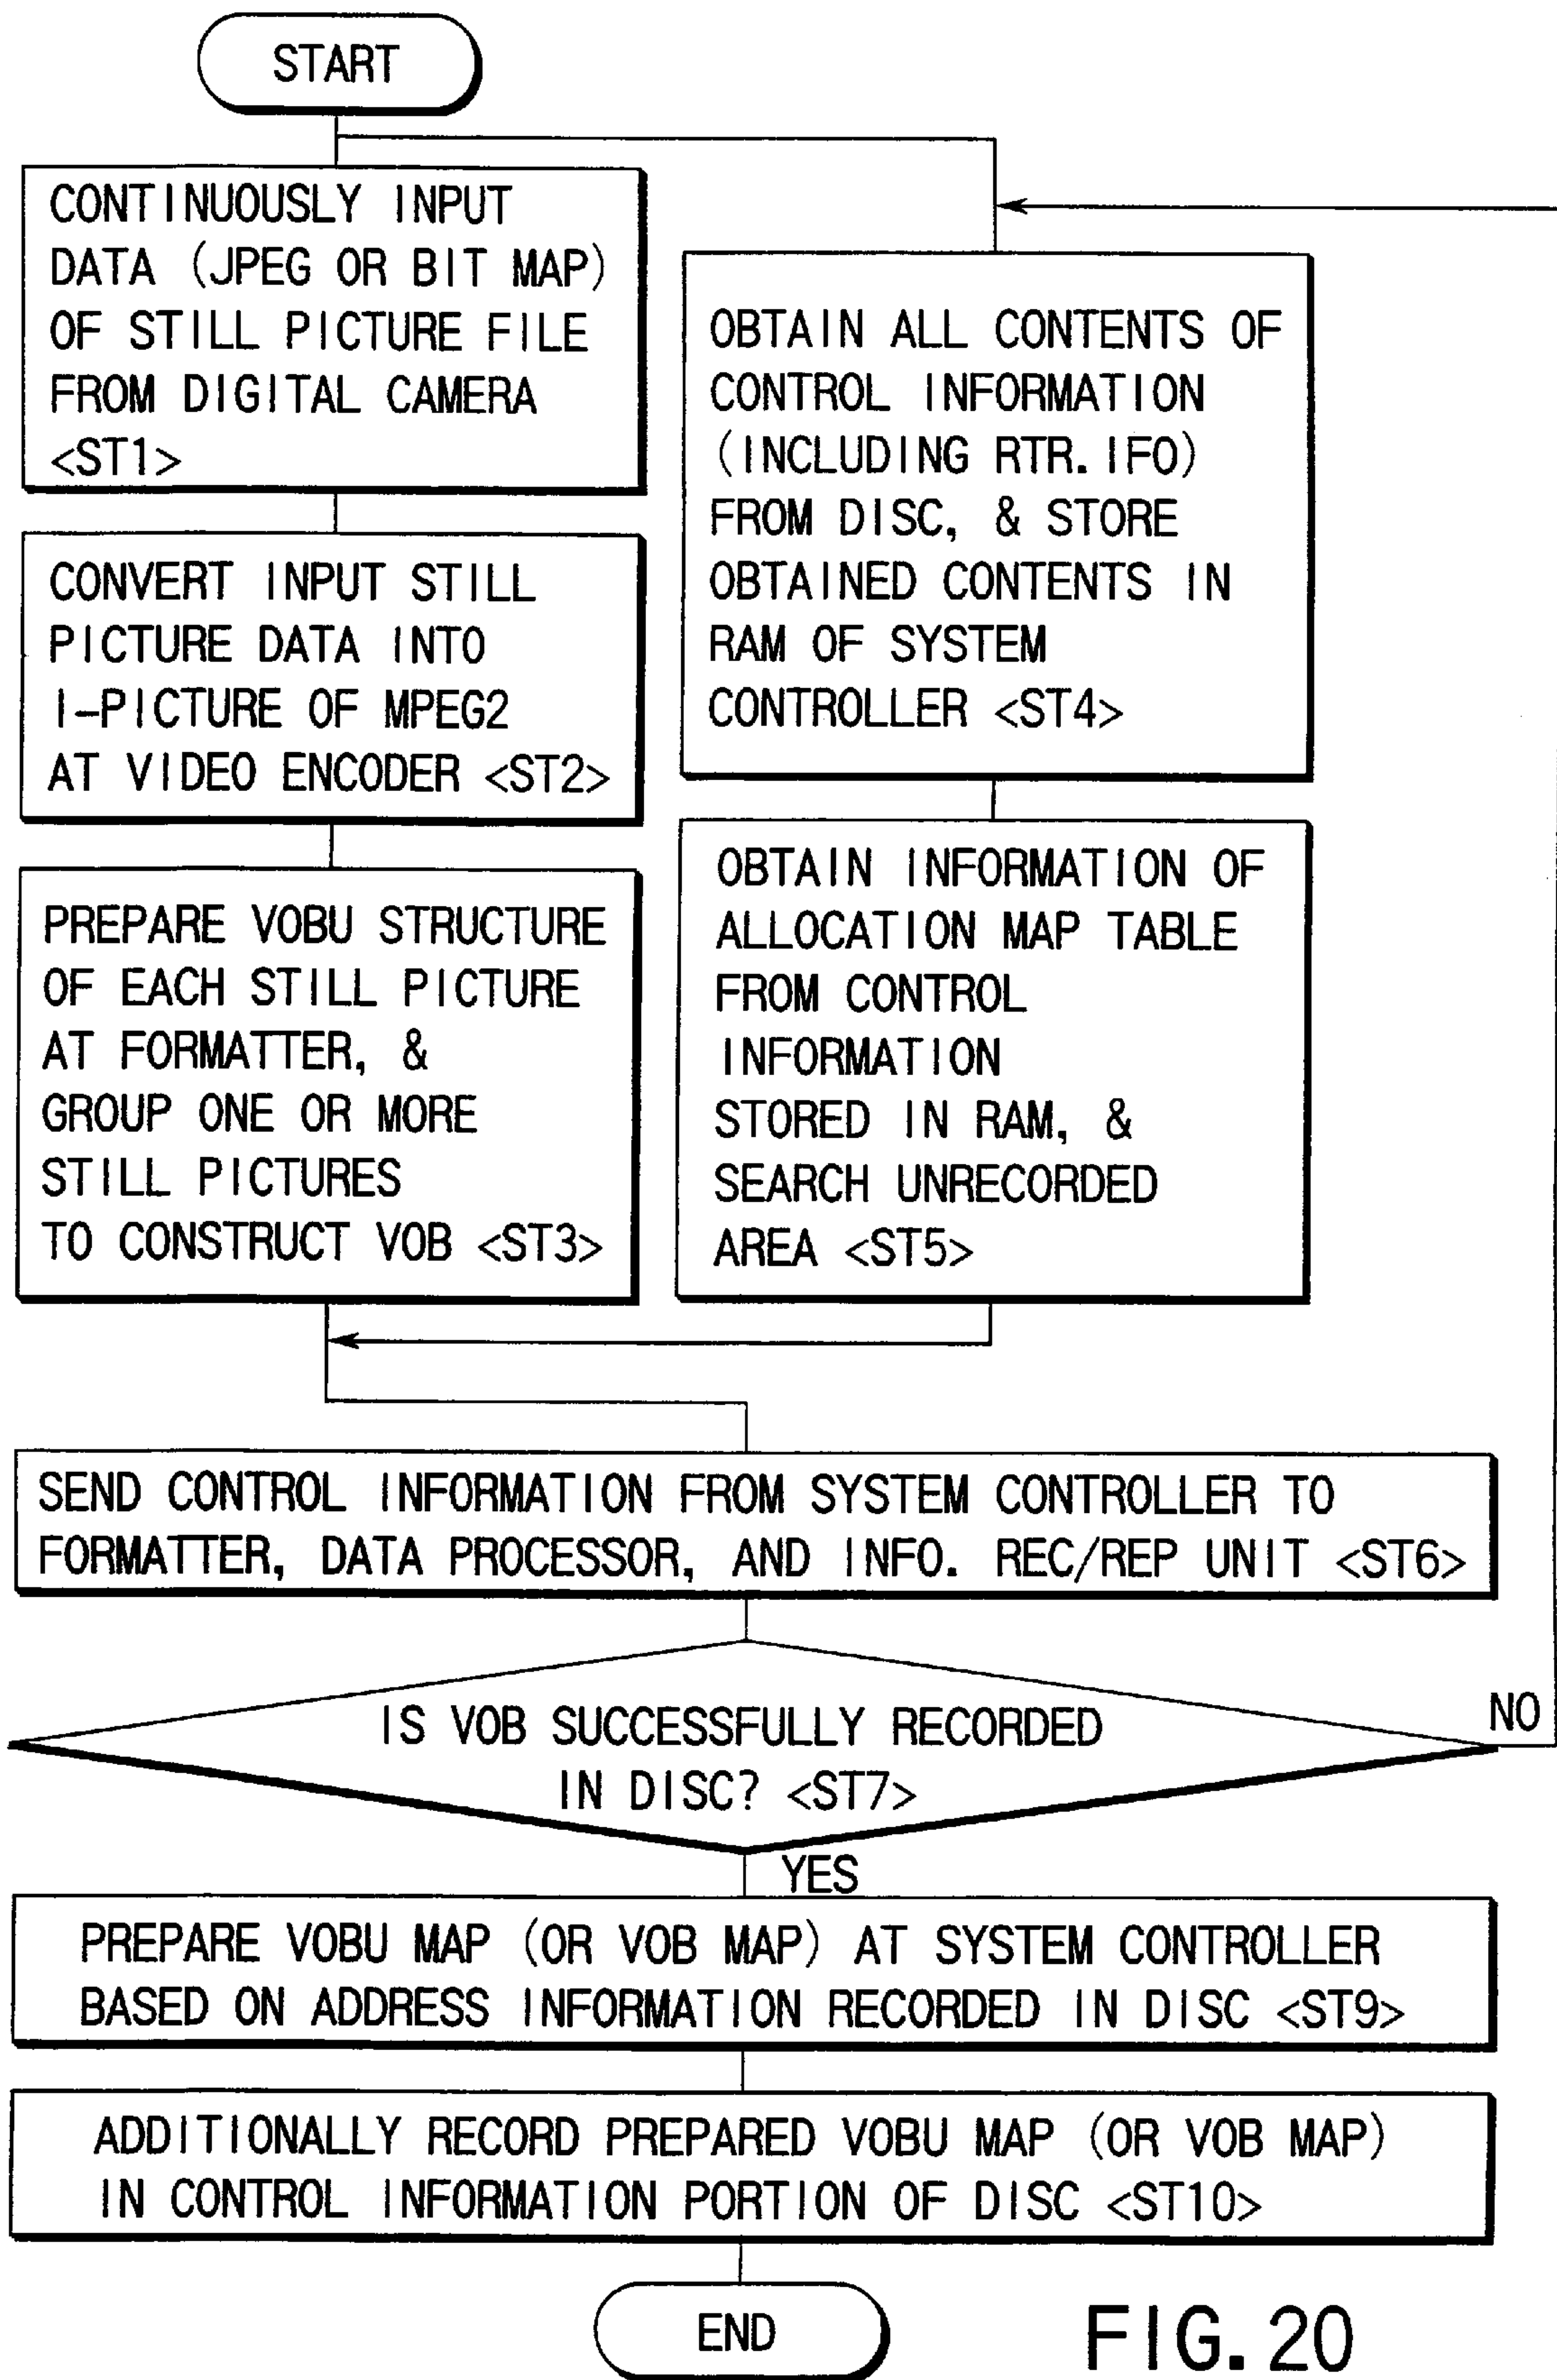 START
CONTINUOUSLY INPUT
DATA (JPEG OR BIT MAP)
OF STILL PICTURE FILE
FROM DIGITAL CAMERA
<ST1>
CONVERT INPUT STILL
PICTURE DATA INTO
I-PICTURE OF MPEG2
AT VIDEO ENCODER <ST2>
PREPARE VOBU STRUCTURE
OF EACH STILL PICTURE
AT FORMATTER, &
GROUP ONE OR MORE
STILL PICTURES
TO CONSTRUCT VOB <ST3>
OBTAIN ALL CONTENTS OF
CONTROL INFORMATION
(INCLUDING RTR.IFO)
FROM DISC, & STORE
OBTAINED CONTENTS IN
RAM OF SYSTEM
CONTROLLER <ST4>
OBTAIN INFORMATION OF
ALLOCATION MAP TABLE
FROM CONTROL
INFORMATION
STORED IN RAM, &
SEARCH UNRECORDED
AREA <ST5>
SEND CONTROL INFORMATION FROM SYSTEM CONTROLLER TO
FORMATTER, DATA PROCESSOR, AND INFO. REC/REP UNIT <ST6>
IS VOB SUCCESSFULLY RECORDED
IN DISC? <ST7>
NO
YES
PREPARE VOBU MAP (OR VOB MAP) AT SYSTEM CONTROLLER
BASED ON ADDRESS INFORMATION RECORDED IN DISC <ST9>
ADDITIONALLY RECORD PREPARED VOBU MAP (OR VOB MAP)
IN CONTROL INFORMATION PORTION OF DISC <ST10>
END
FIG. 20